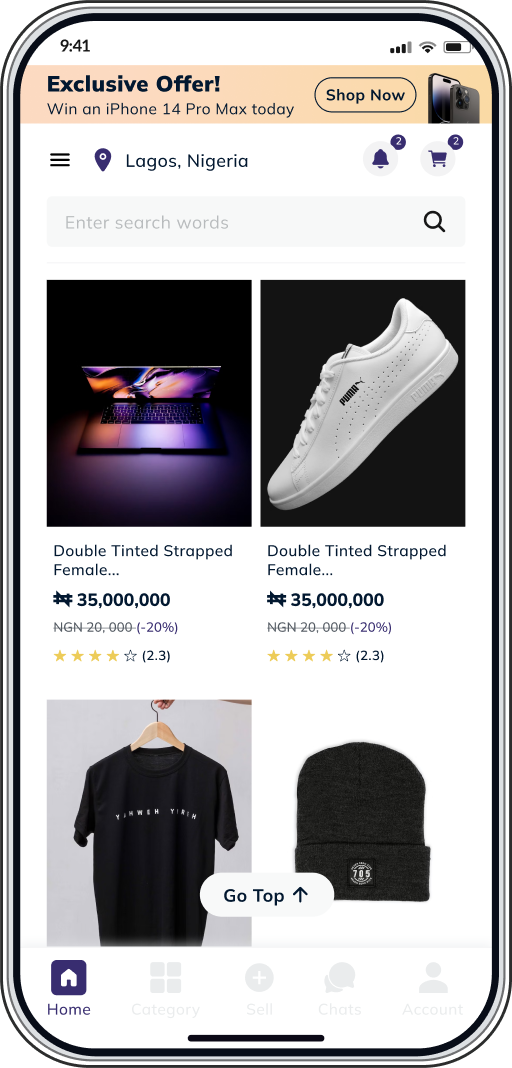 9:41
Exclusive Offer!
Win an iPhone 14 Pro Max today
Shop Now
Lagos, Nigeria
2
2
Enter search words
PUMA
Double Tinted Strapped
Female...
₦ 35,000,000
NGN 20, 000 (-20%)
★★★★☆ (2.3)
Double Tinted Strapped
Female...
₦ 35,000,000
NGN 20, 000 (-20%)
★★★★☆ (2.3)
YAHWEH YIREH
705
Go Top ↑
Home
Category
Sell
Chats
Account